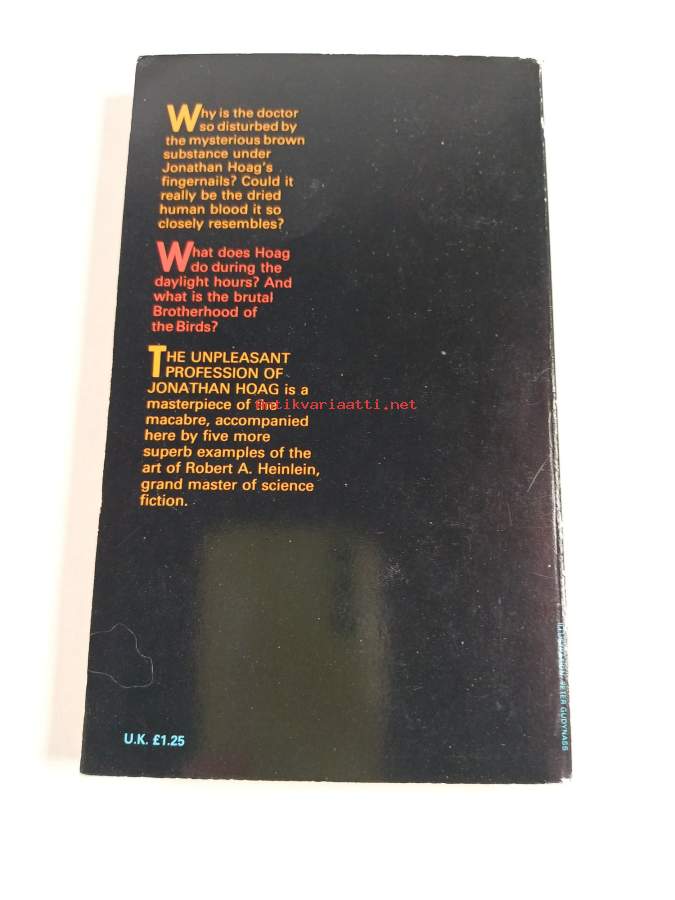 Why is the doctor
so disturbed by
the mysterious brown
substance under
Jonathan Hoag's
fingernails? Could it
really be the dried
human blood it so
closely resembles?
What does Hoag
do during the
daylight hours? And
what is the brutal
Brotherhood of
the Birds?
THE UNPLEASANT
PROFESSION OF
JONATHAN HOAG is a
masterpiece of the
macabre, accompanied
here by five more
superb examples of the
art of Robert A. Heinlein,
grand master of science
fiction.
antikvariaatti.net
U.K. £1.25
PETER GUDYNASS